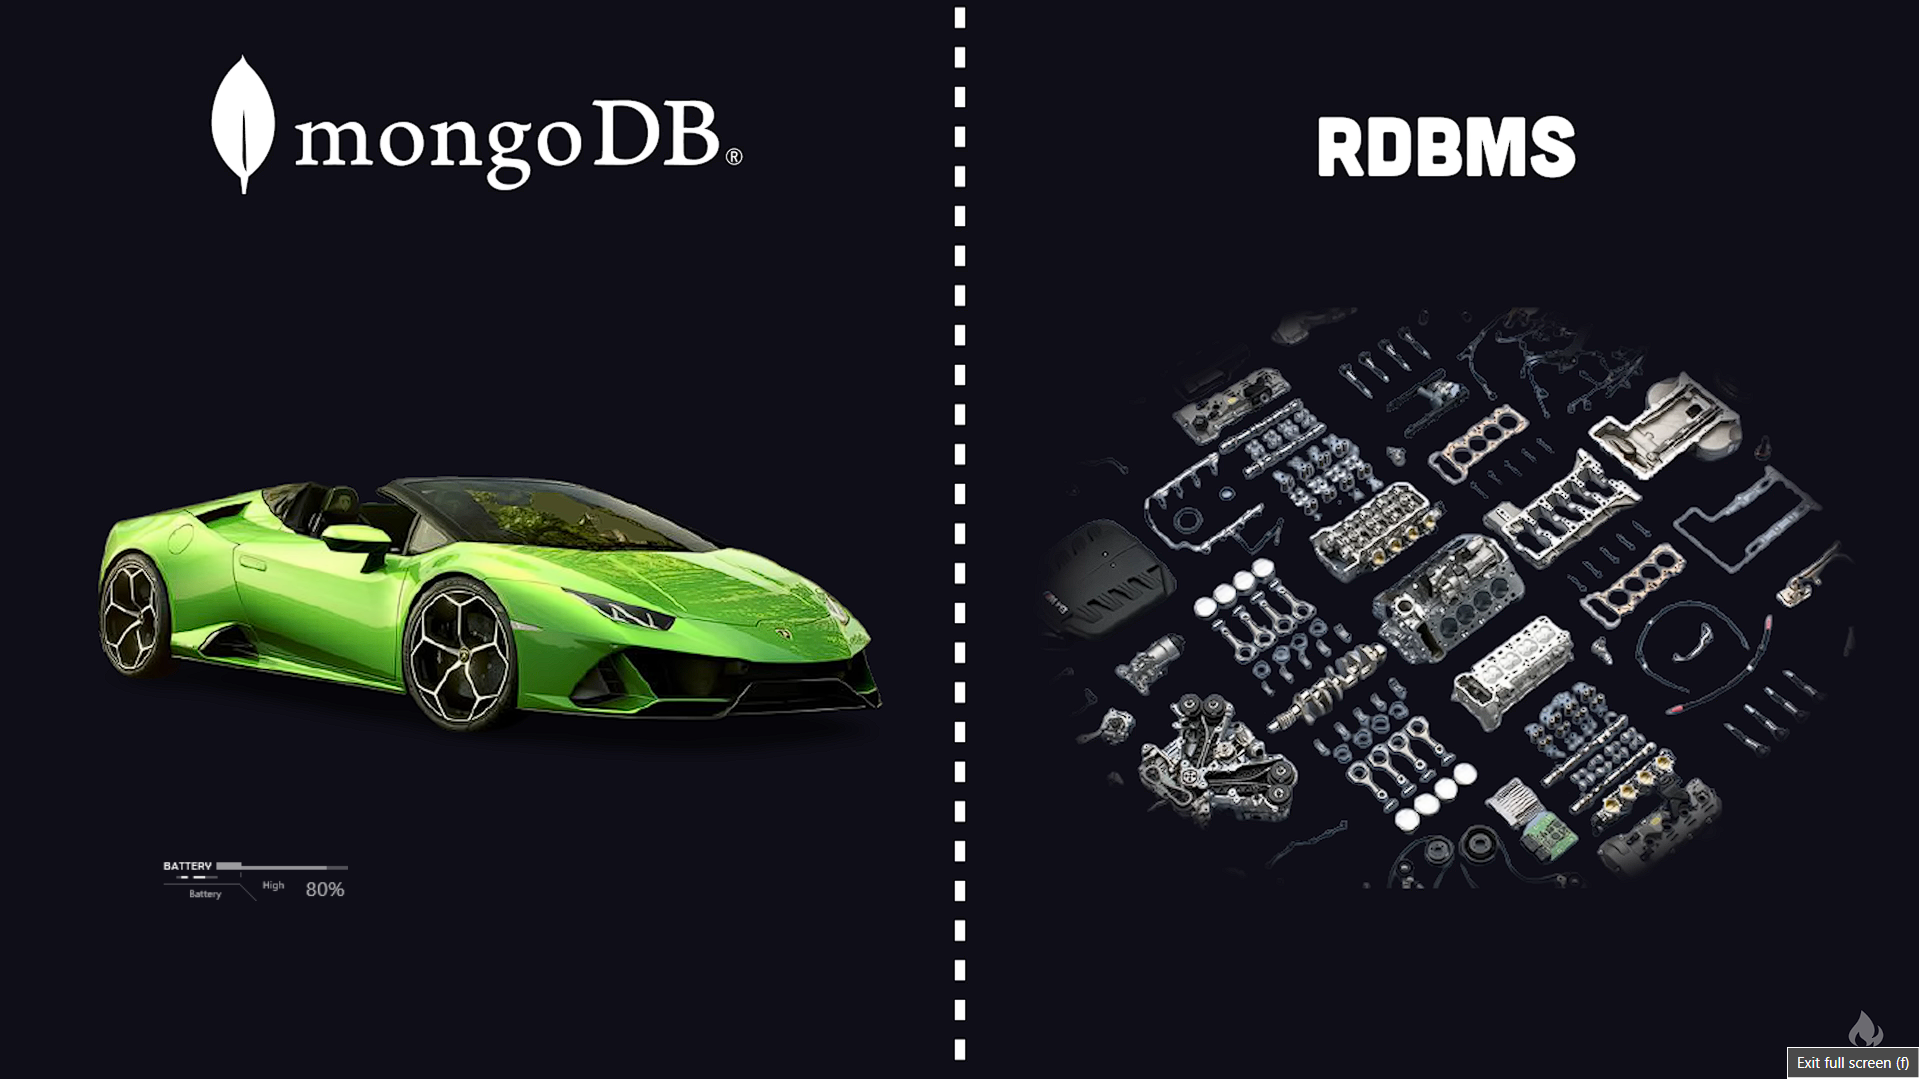 mongoDB®
RDBMS
BATTERY
High
80%
Battery
Exit full screen (f)